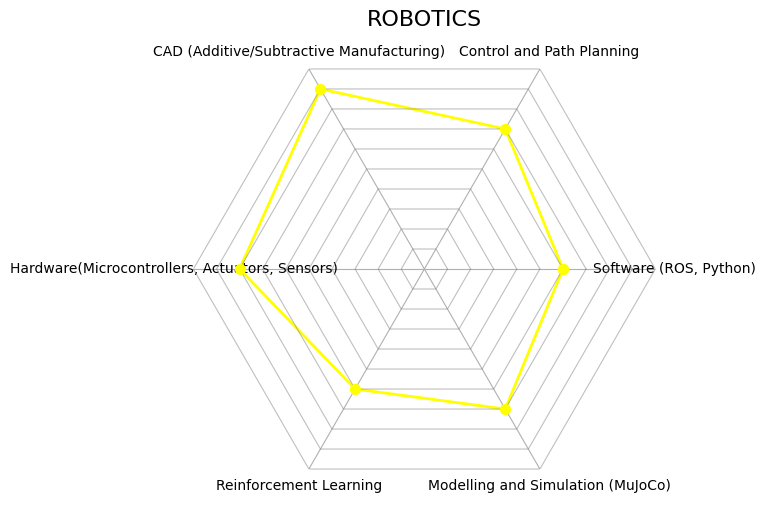 ROBOTICS
CAD (Additive/Subtractive Manufacturing)
Control and Path Planning
Hardware(Microcontrollers, Actuators, Sensors)
Software (ROS, Python)
Reinforcement Learning
Modelling and Simulation (MuJoCo)